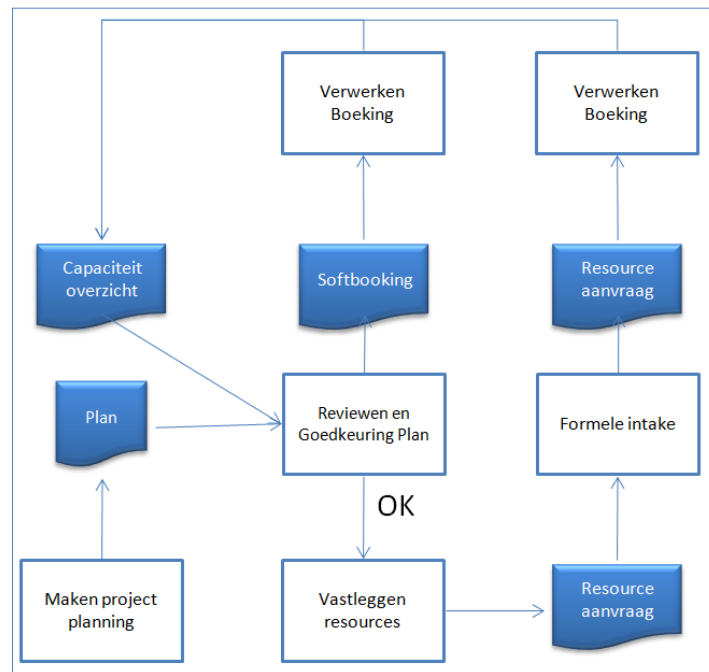 Verwerken
Boeking
Verwerken
Boeking
Capaciteit
overzicht
Softbooking
Resource
aanvraag
Plan
Reviewen en
Goedkeuring Plan
Formele intake
OK
Maken project
planning
Vastleggen
resources
Resource
aanvraag